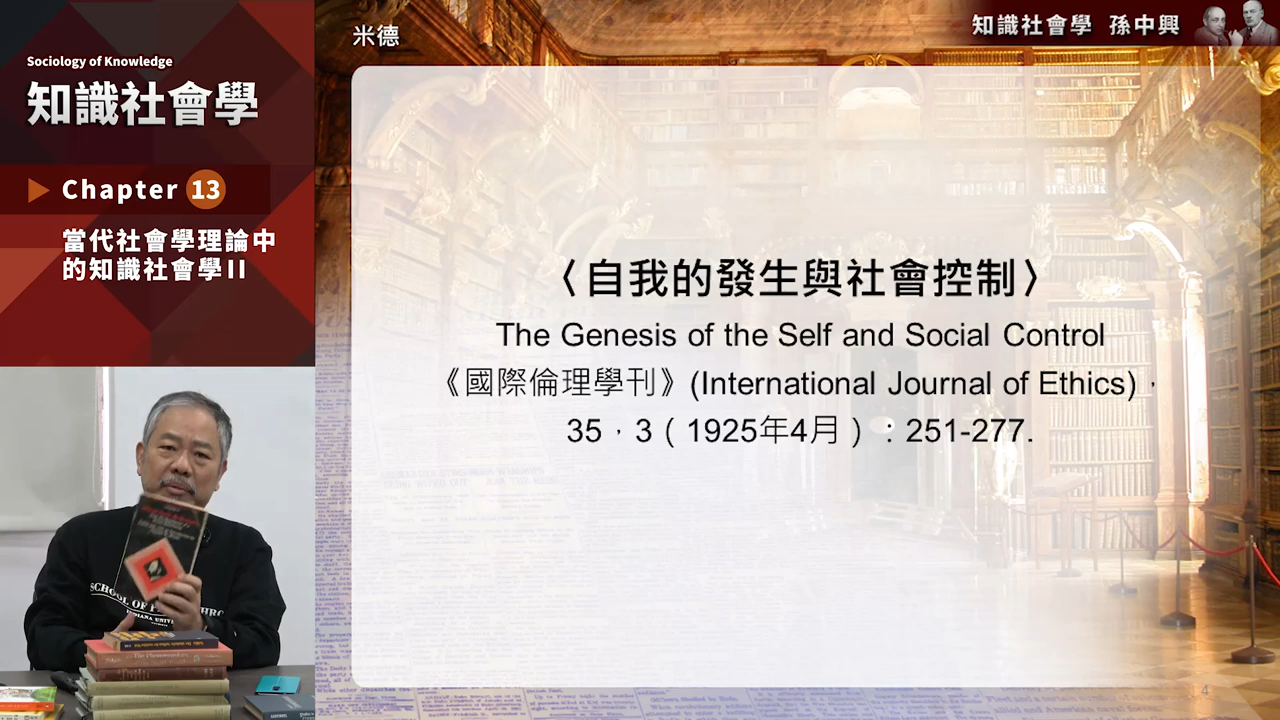 Sociology of Knowledge
知識社會學
Chapter 13
當代社會學理論中
的知識社會學II
米德
知識社會學 孫中興
〈自我的發生與社會控制〉
The Genesis of the Self and Social Control
《國際倫理學刊》(International Journal of Ethics)，
35，3（1925年4月）：251-277.
SCHOOL OF
INDIANA
4